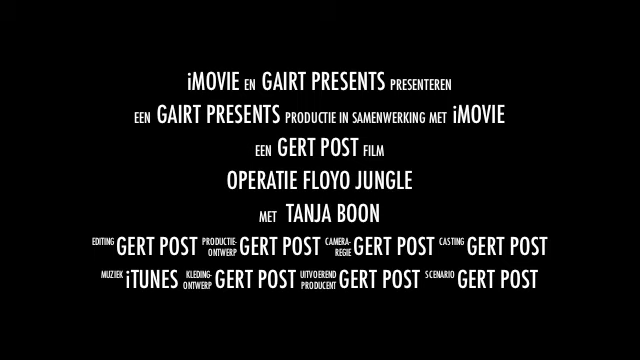 iMOVIE EN GAIRT PRESENTS PRESENTEREN
EEN GAIRT PRESENTS PRODUCTIE IN SAMENWERKING MET iMOVIE
EEN GERT POST FILM
OPERATIE FLOYO JUNGLE
MET TANJA BOON
EDITING GERT POST PRODUCTIE-ONTWERP GERT POST CAMERA-REGIE GERT POST CASTING GERT POST
MUZIEK iTUNES KLEDING-ONTWERP GERT POST UITVOEREND PRODUCENT GERT POST SCENARIO GERT POST